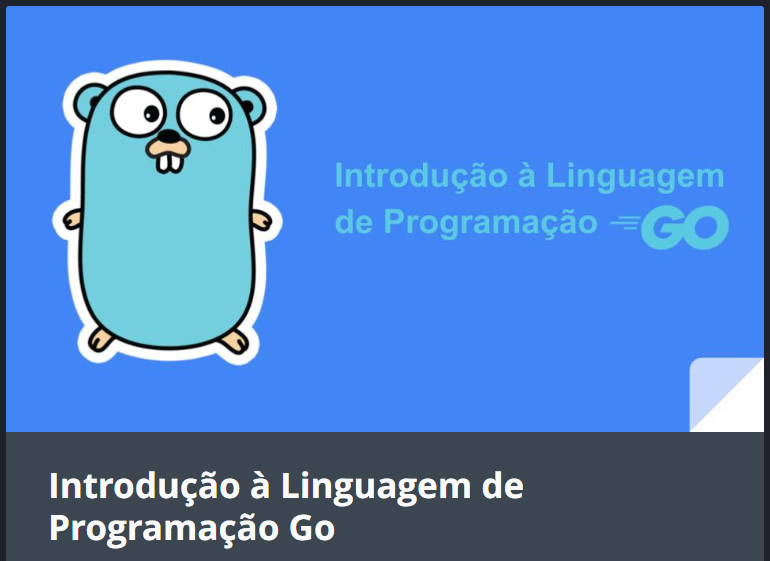 Introdução à Linguagem
de Programação GO
Introdução à Linguagem de
Programação Go